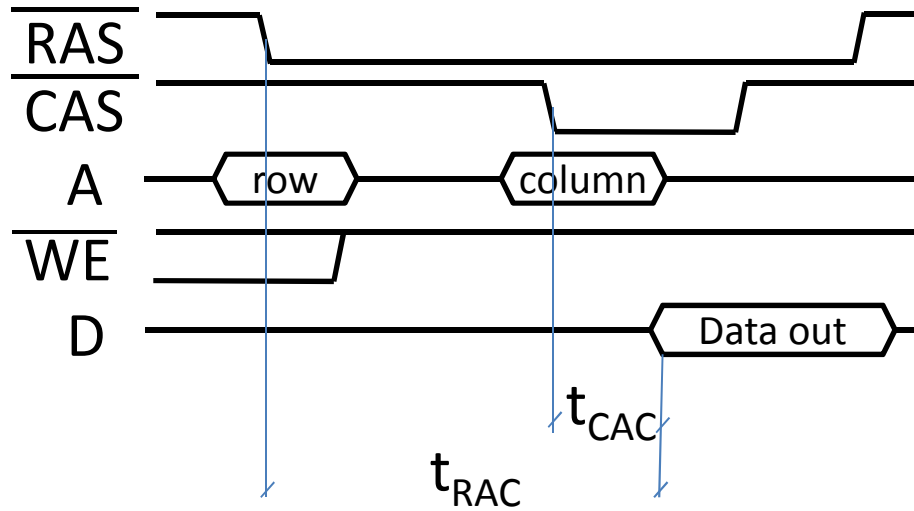 RAS
CAS
A row column
WE
D Data out
tCAC
tRAC